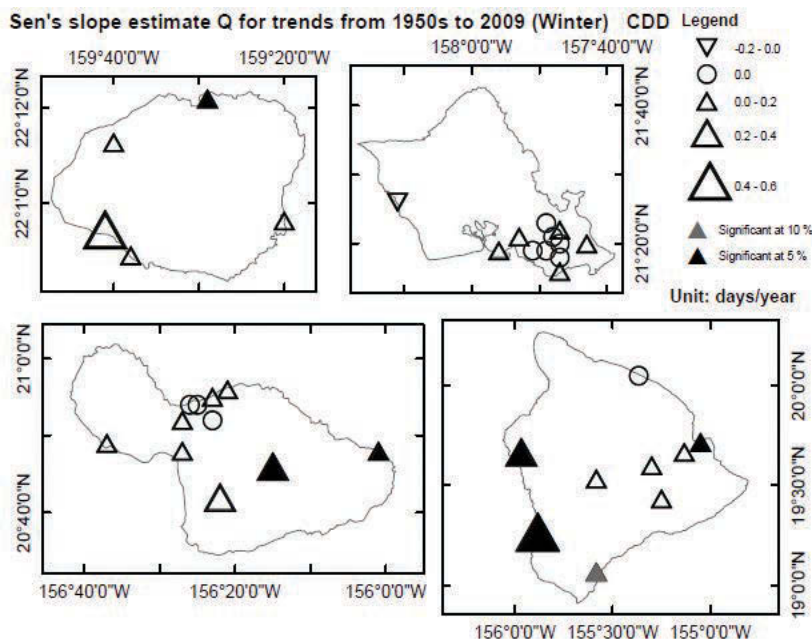 Sen's slope estimate Q for trends from 1950s to 2009 (Winter) CDD
Legend
-0.2 - 0.0
0.0
0.0 - 0.2
0.2 - 0.4
0.4 - 0.6
Significant at 10 %
Significant at 5 %
Unit: days/year
159°40'0"W 159°20'0"W
22°12'0"N
22°1'0"N
158°0'0"W 157°40'0"W
21°40'0"N
21°20'0"N
21°0'0"N
20°40'0"N
156°40'0"W 156°20'0"W 156°0'0"W
20°0'0"N
19°30'0"N
19°0'0"N
156°0'0"W 155°30'0"W 155°0'0"W